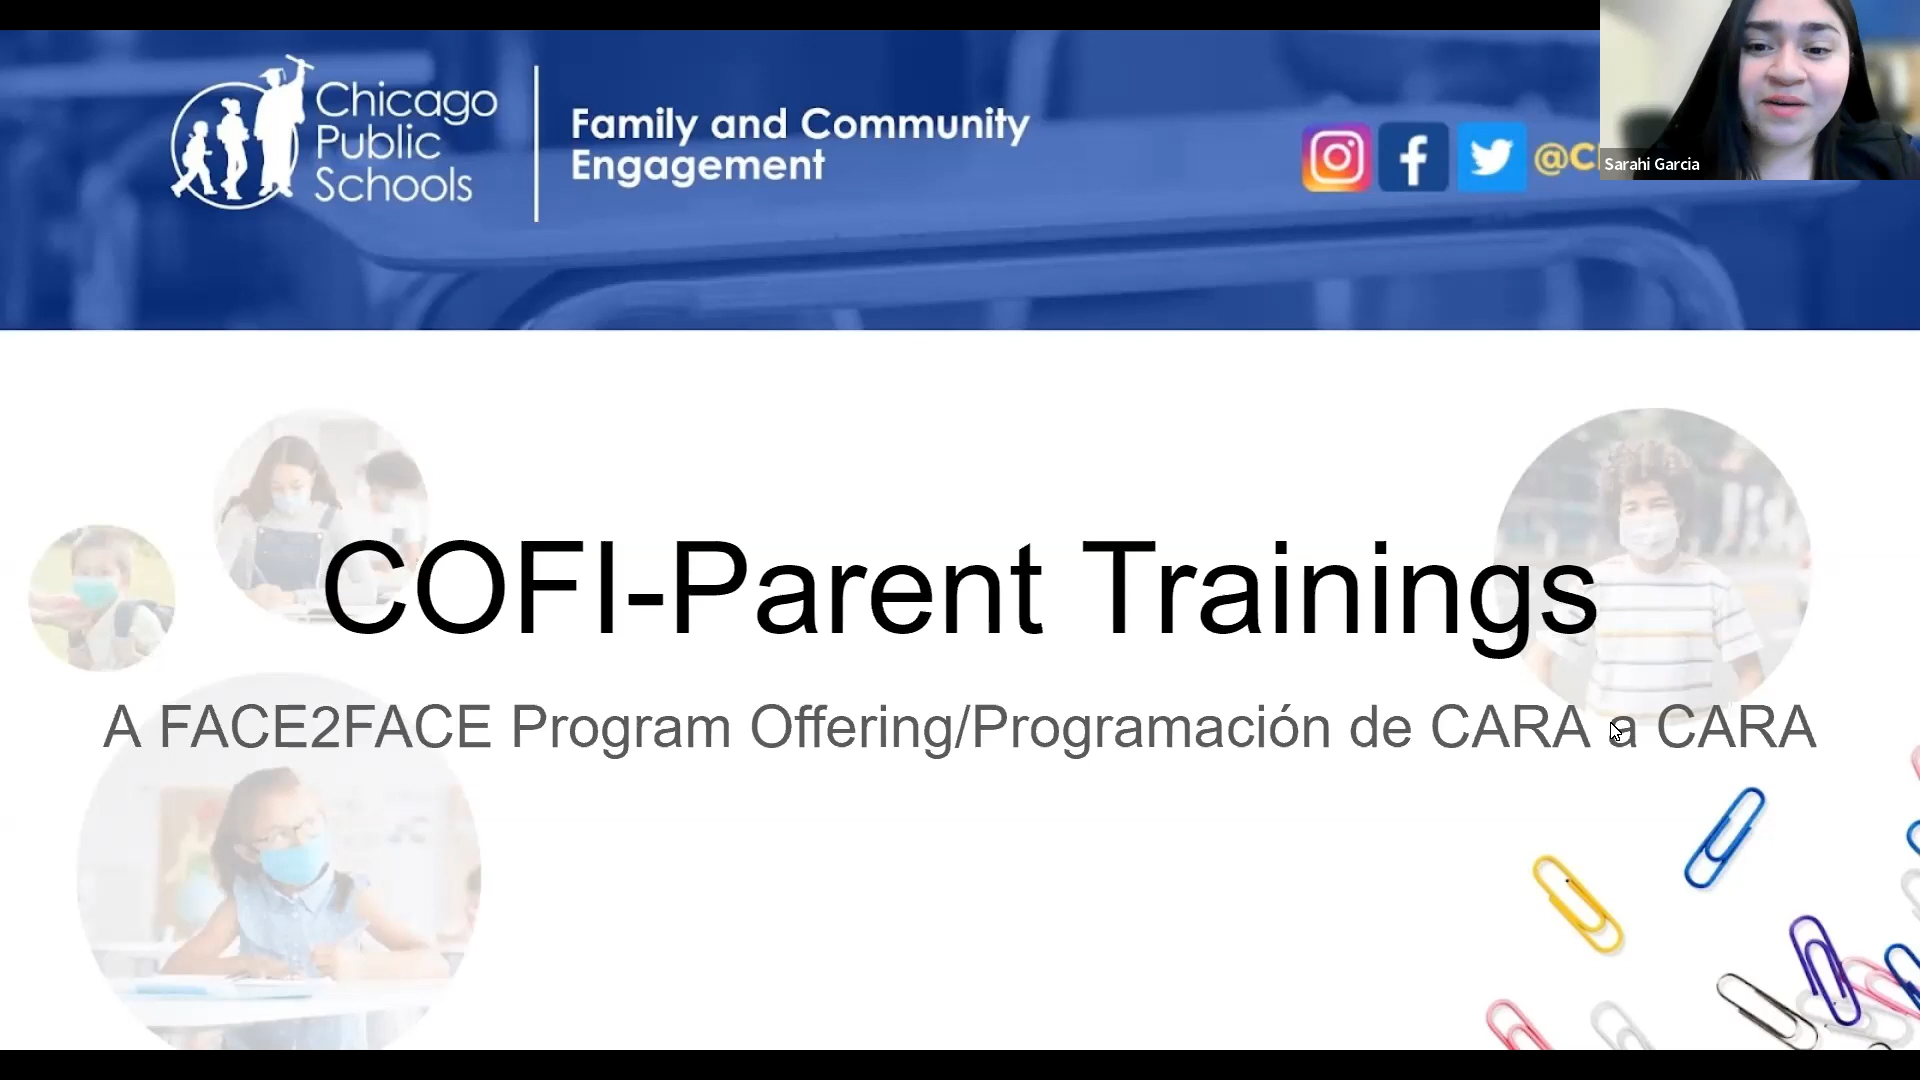 Chicago
Public
Schools
Family and Community
Engagement
Sarahi Garcia
COFI-Parent Trainings
A FACE2FACE Program Offering/Programación de CARA a CARA